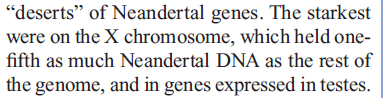 “deserts” of Neandertal genes. The starkest
were on the X chromosome, which held one-
fifth as much Neandertal DNA as the rest of
the genome, and in genes expressed in testes.